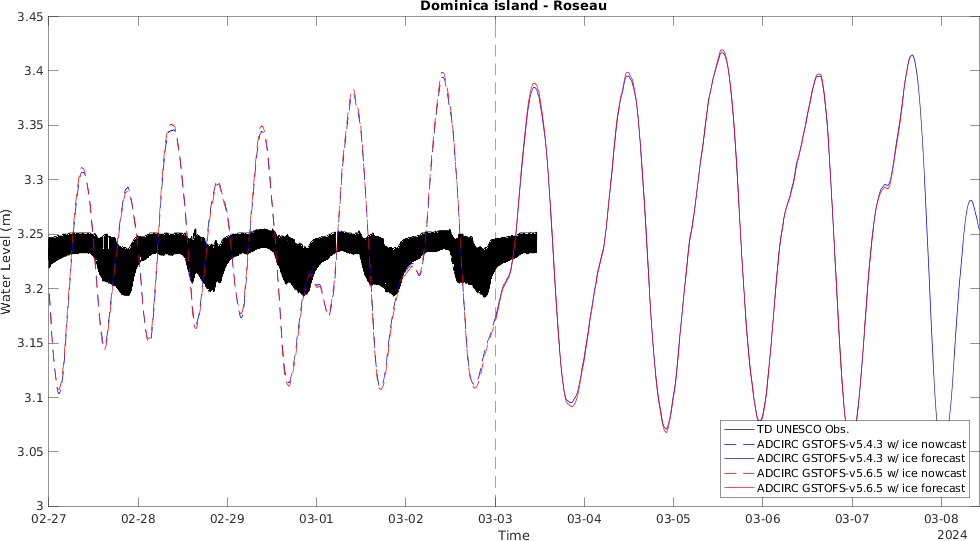 Dominica island - Roseau
3.45
3.4
3.35
3.3
3.25
3.2
3.15
3.1
3.05
3
Water Level (m)
02-27 02-28 02-29 03-01 03-02 03-03 03-04 03-05 03-06 03-07 03-08
Time
2024
TD UNESCO Obs.
ADCIRC GSTOFS-v5.4.3 w/ ice nowcast
ADCIRC GSTOFS-v5.4.3 w/ ice forecast
ADCIRC GSTOFS-v5.6.5 w/ ice nowcast
ADCIRC GSTOFS-v5.6.5 w/ ice forecast